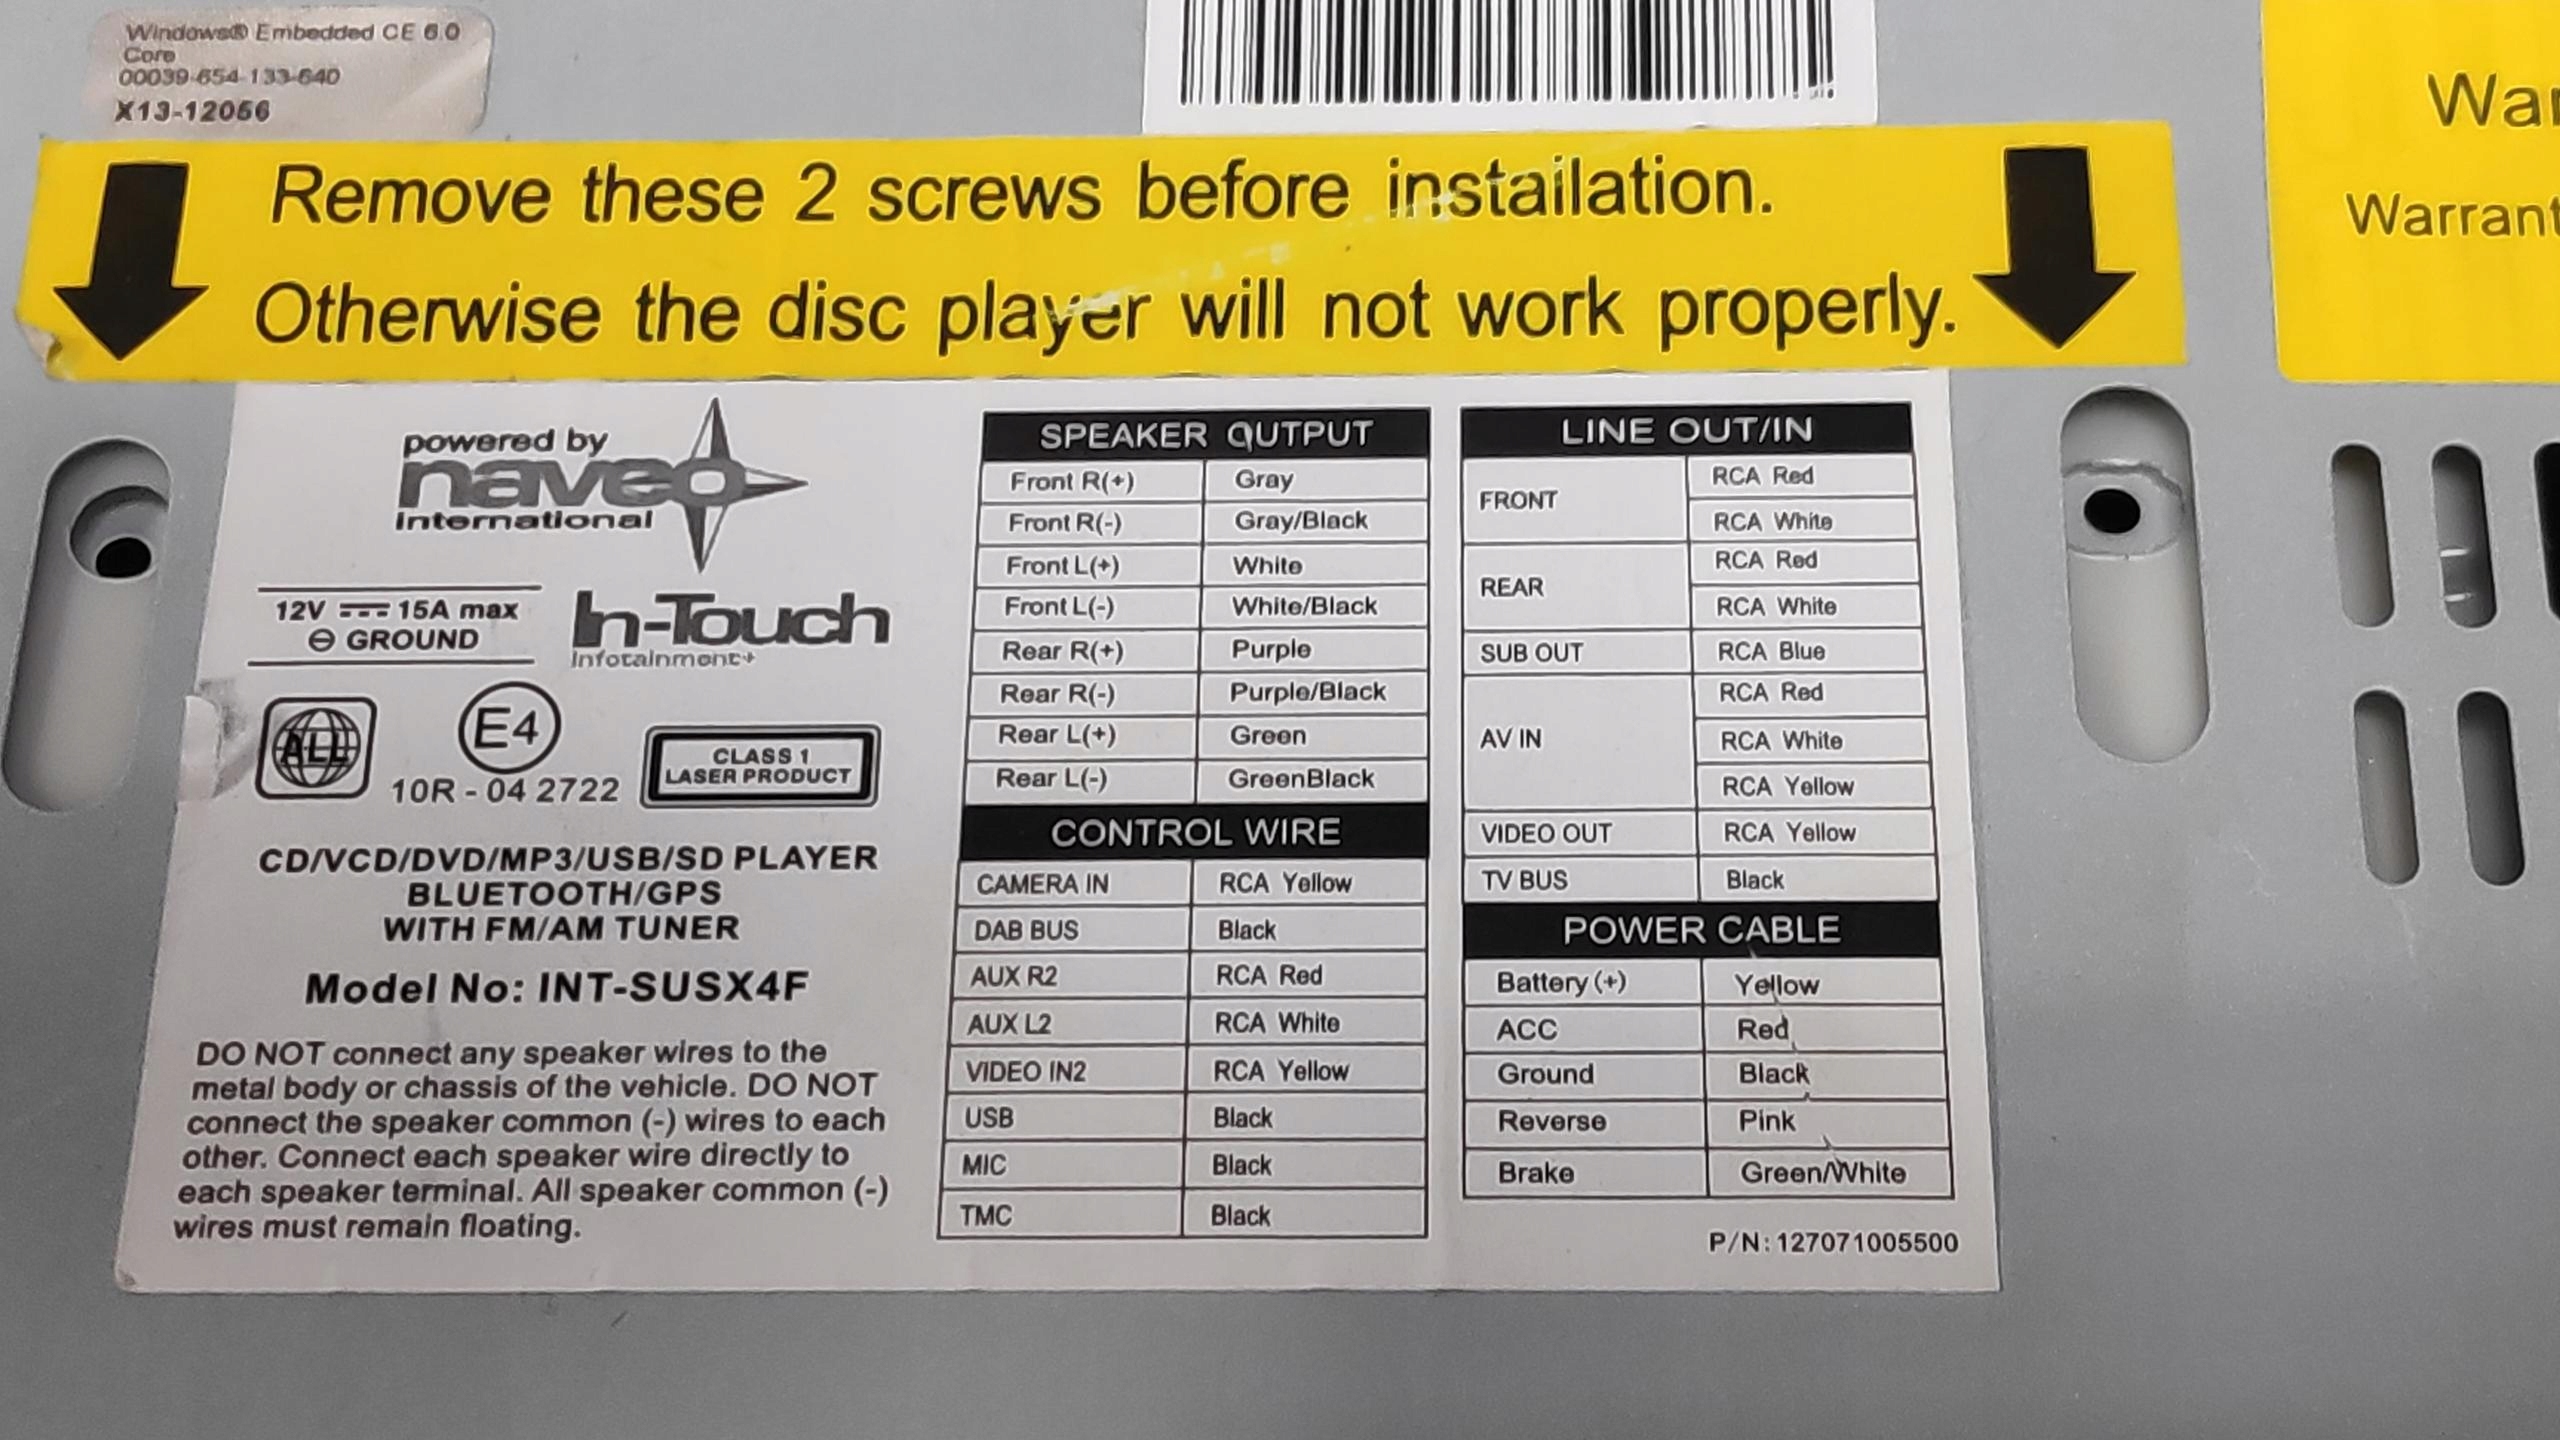 Windows® Embedded CE 6.0
Core
00039-654-133-640
X13-12056
Remove these 2 screws before instailation.
Otherwise the disc player will not work properly.
powered by
naveo
international
12V 15A max
GROUND
In-Touch
Infotainment+
ALL
E4
10R - 04 2722
CLASS 1
LASER PRODUCT
CD/VCD/DVD/MP3/USB/SD PLAYER
BLUETOOTH/GPS
WITH FM/AM TUNER
Model No: INT-SUSX4F
DO NOT connect any speaker wires to the
metal body or chassis of the vehicle. DO NOT
connect the speaker common (-) wires to each
other. Connect each speaker wire directly to
each speaker terminal. All speaker common (-)
wires must remain floating.
SPEAKER OUTPUT
Front R(+) Gray
Front R(-) Gray/Black
Front L(+) White
Front L(-) White/Black
Rear R(+) Purple
Rear R(-) Purple/Black
Rear L(+) Green
Rear L(-) GreenBlack
CONTROL WIRE
CAMERA IN RCA Yellow
DAB BUS Black
AUX R2 RCA Red
AUX L2 RCA White
VIDEO IN2 RCA Yellow
USB Black
MIC Black
TMC Black
LINE OUT/IN
FRONT RCA Red
RCA White
REAR RCA Red
RCA White
SUB OUT RCA Blue
AV IN RCA Red
RCA White
RCA Yellow
VIDEO OUT RCA Yellow
TV BUS Black
POWER CABLE
Battery (+) Yellow
ACC Red
Ground Black
Reverse Pink
Brake Green/White
P/N: 127071005500